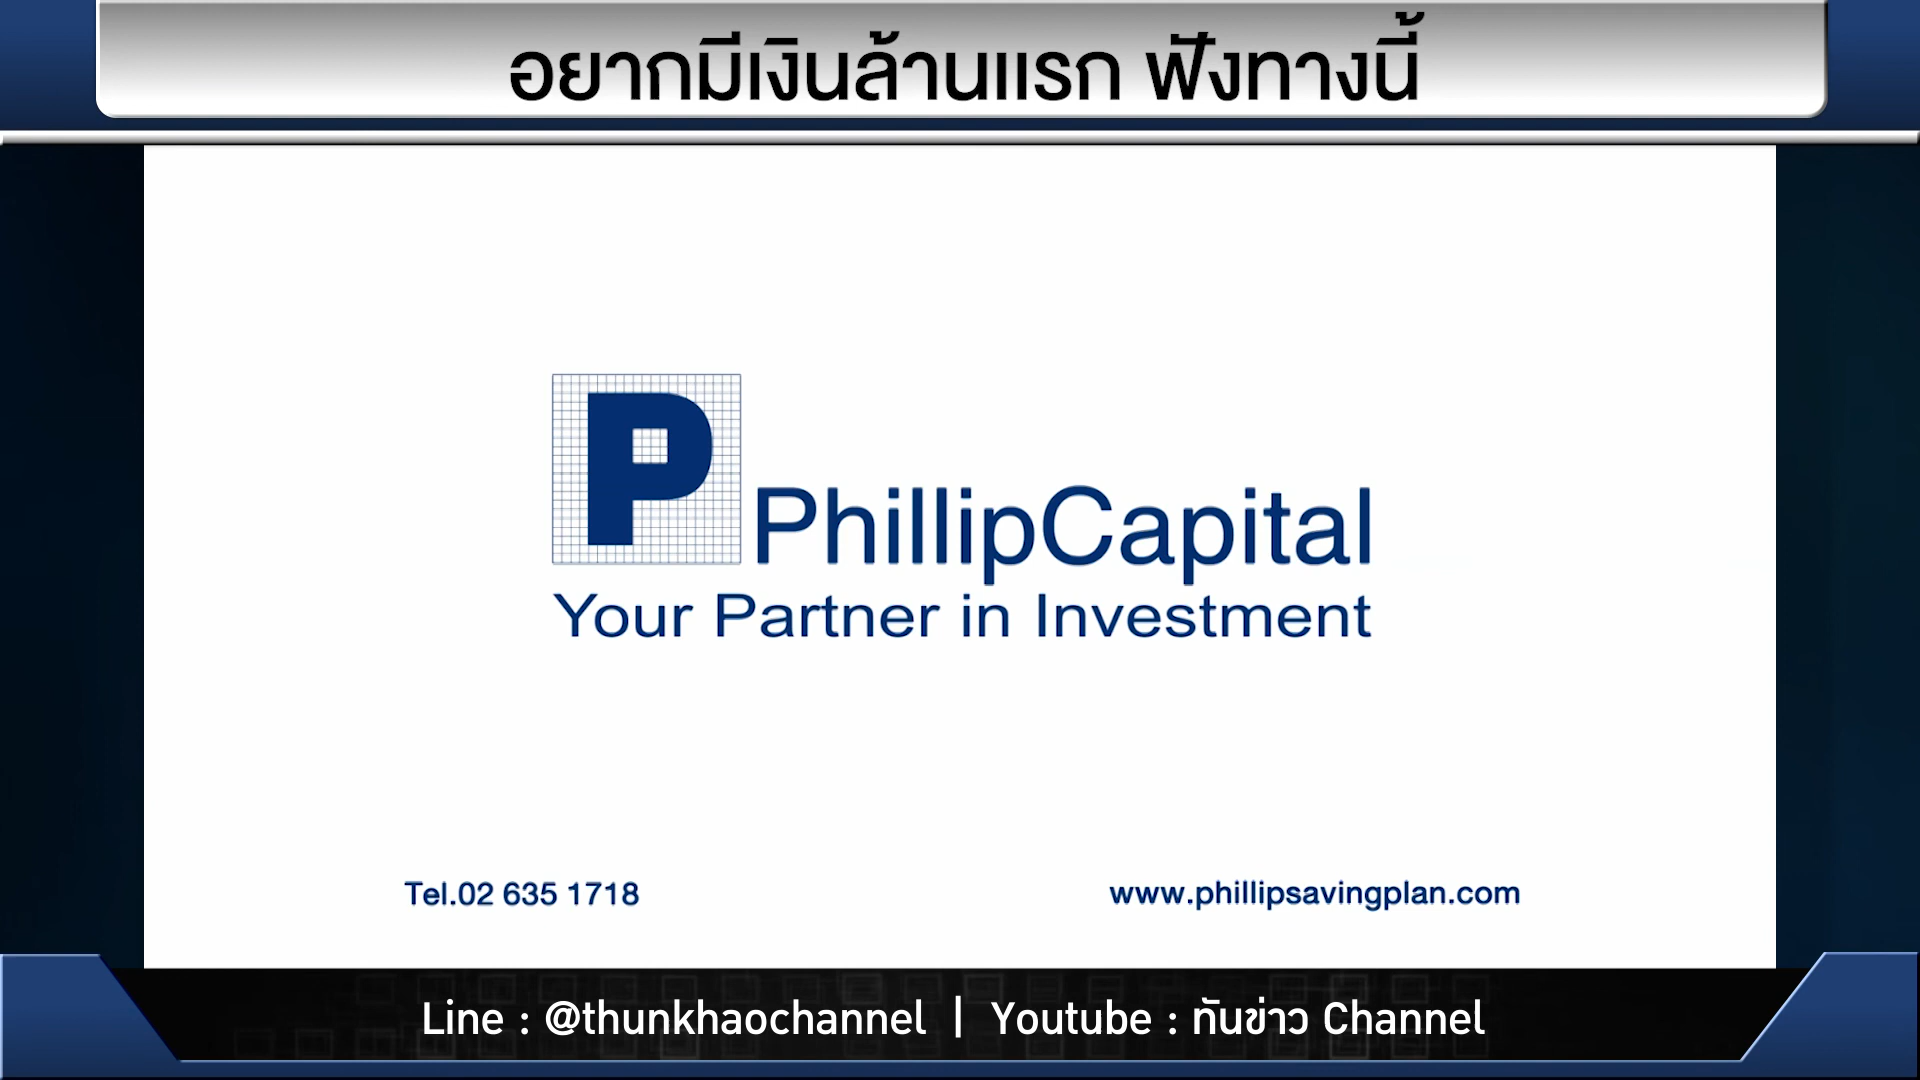 อยากมีเงินล้านแรก ฟังทางนี้
P PhillipCapital
Your Partner in Investment
Tel.02 635 1718
www.phillipsavingplan.com
Line : @thunkhaochannel | Youtube : ทันข่าว Channel